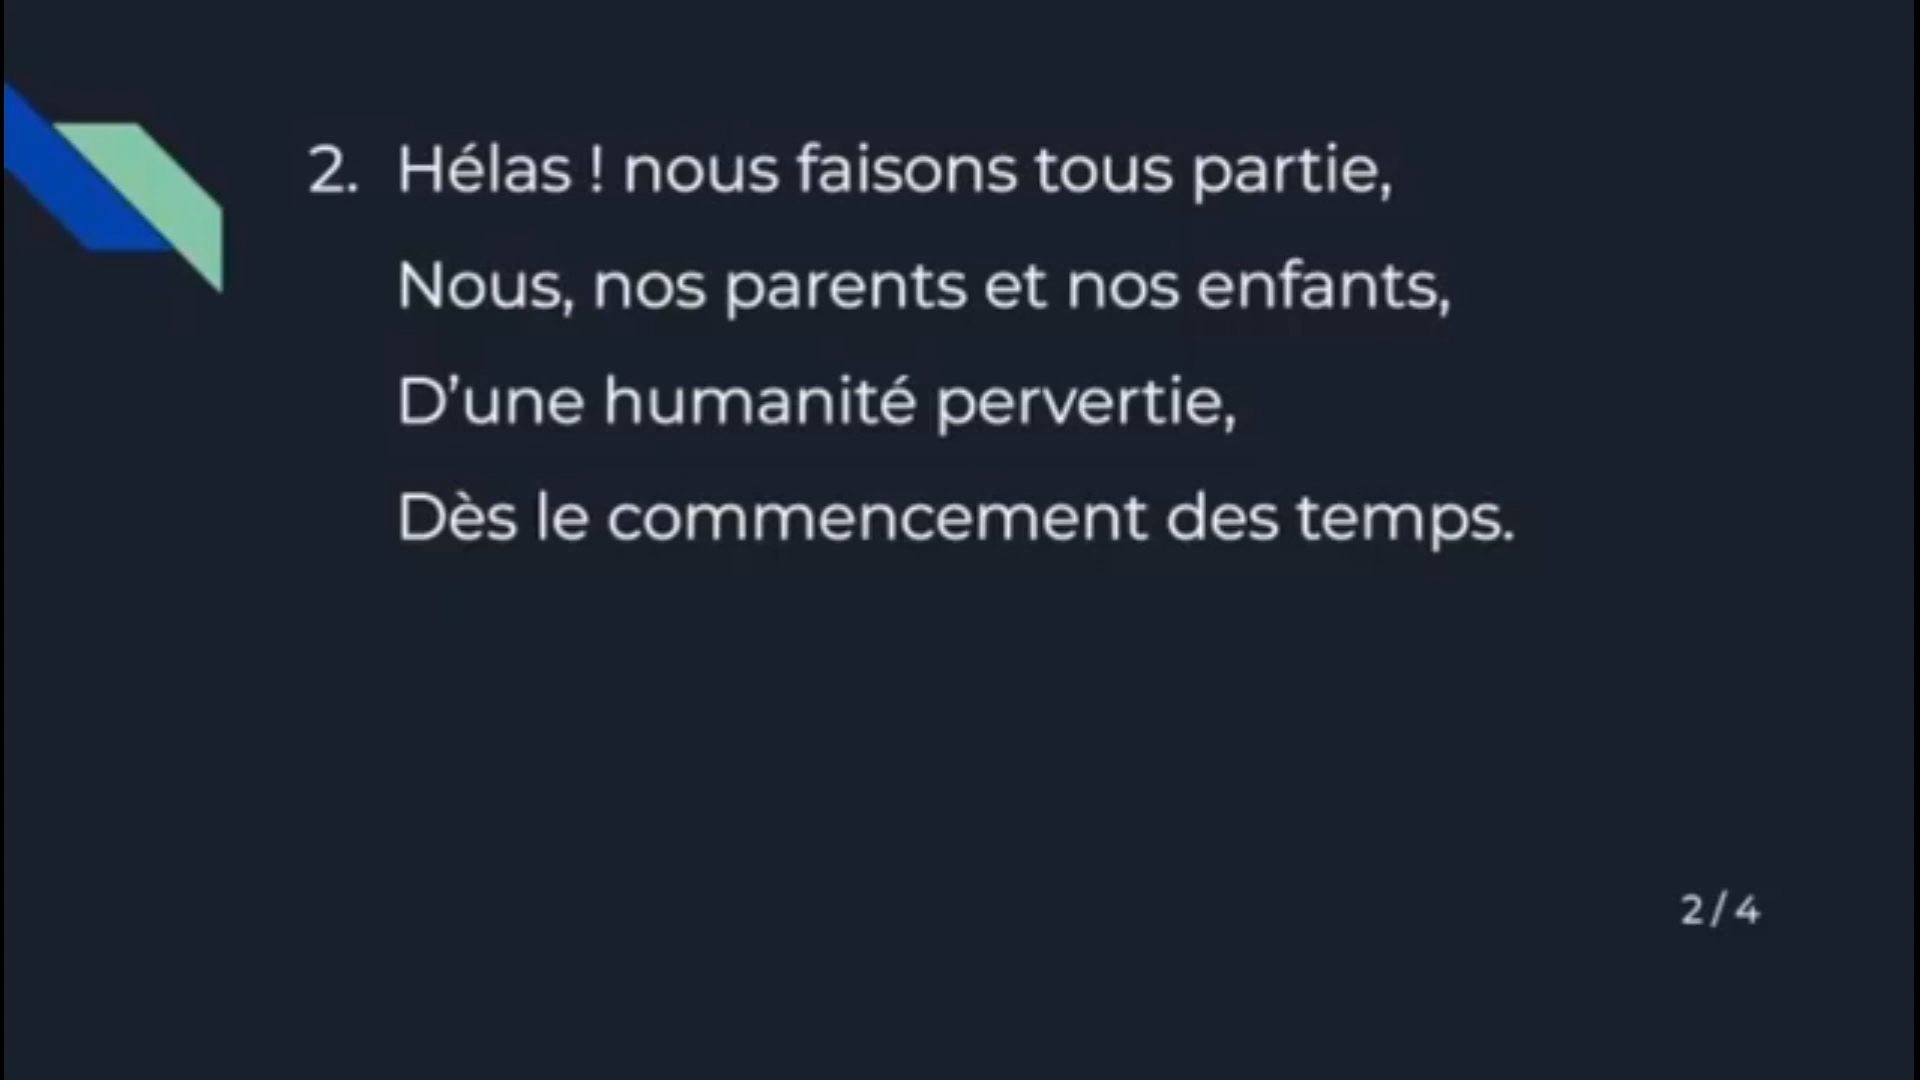 2. Hélas ! nous faisons tous partie,
Nous, nos parents et nos enfants,
D’une humanité pervertie,
Dès le commencement des temps.
2 / 4